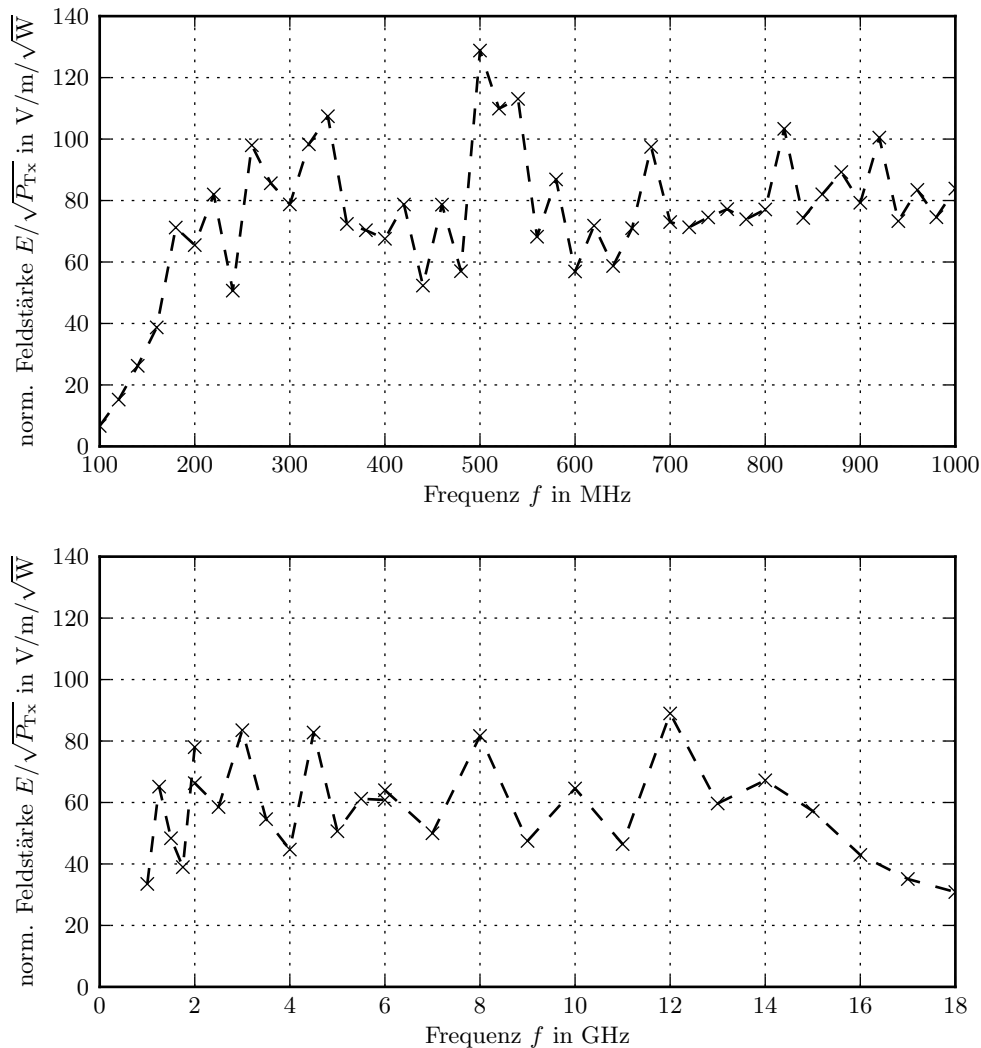 norm. Feldstärke E/√P_Tx in V/m/√W
140
120
100
80
60
40
20
0
100 200 300 400 500 600 700 800 900 1000
Frequenz f in MHz
norm. Feldstärke E/√P_Tx in V/m/√W
140
120
100
80
60
40
20
0
0 2 4 6 8 10 12 14 16 18
Frequenz f in GHz